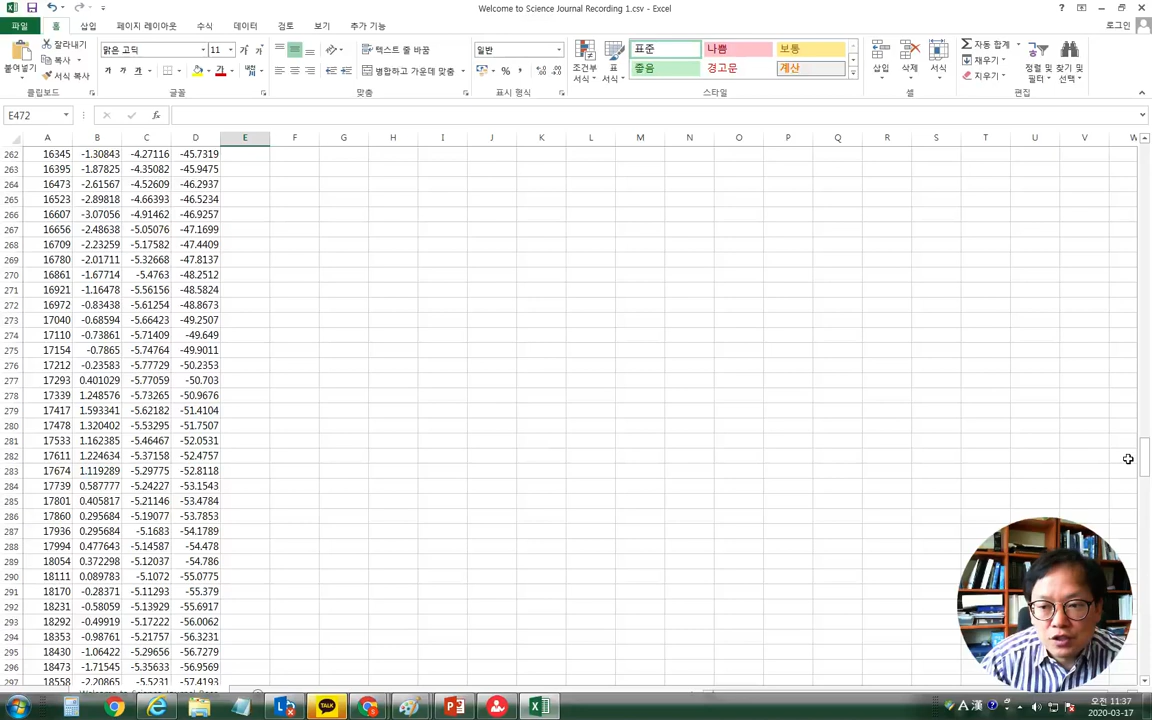 Welcome to Science Journal Recording 1.csv - Excel
파일 홈 삽입 페이지 레이아웃 수식 데이터 검토 보기 추가 기능 로그인
잘라내기 맑은 고딕 11 텍스트 줄 바꿈 일반 표준 나쁨 보통 자동 합계
복사 채우기
붙여넣기 서식 복사 가 가 가 병합하고 가운데 맞춤 조건부 서식 표 서식 좋음 경고문 계산 삽입 삭제 서식 지우기 정렬 및 필터 찾기 및 선택
클립보드 글꼴 맞춤 표시 형식 스타일 셀 편집
E472 fx
A B C D E F G H I J K L M N O P Q R S T U V W
262 16345 -1.30843 -4.27116 -45.7319
263 16395 -1.87825 -4.35082 -45.9475
264 16473 -2.61567 -4.52609 -46.2937
265 16523 -2.89818 -4.66393 -46.5234
266 16607 -3.07056 -4.91462 -46.9257
267 16656 -2.48638 -5.05076 -47.1699
268 16709 -2.23259 -5.17582 -47.4409
269 16780 -2.01711 -5.32668 -47.8137
270 16861 -1.67714 -5.4763 -48.2512
271 16921 -1.16478 -5.56156 -48.5824
272 16972 -0.83438 -5.61254 -48.8673
273 17040 -0.68594 -5.66423 -49.2507
274 17110 -0.73861 -5.71409 -49.649
275 17154 -0.7865 -5.74764 -49.9011
276 17212 -0.23583 -5.77729 -50.2353
277 17293 0.401029 -5.77059 -50.703
278 17339 1.248576 -5.73265 -50.9676
279 17417 1.593341 -5.62182 -51.4104
280 17478 1.320402 -5.53295 -51.7507
281 17533 1.162385 -5.46467 -52.0531
282 17611 1.224634 -5.37158 -52.4757
283 17674 1.119289 -5.29775 -52.8118
284 17739 0.587777 -5.24227 -53.1543
285 17801 0.405817 -5.21146 -53.4784
286 17860 0.295684 -5.19077 -53.7853
287 17936 0.295684 -5.1683 -54.1789
288 17994 0.477643 -5.14587 -54.478
289 18054 0.372298 -5.12037 -54.786
290 18111 0.089783 -5.1072 -55.0775
291 18170 -0.28371 -5.11293 -55.379
292 18231 -0.58059 -5.13929 -55.6917
293 18292 -0.49919 -5.17222 -56.0062
294 18353 -0.98761 -5.21757 -56.3231
295 18430 -1.06422 -5.29656 -56.7279
296 18473 -1.71545 -5.35633 -56.9569
297 18558 -2.20865 -5.5231 -57.4193
TALK A 漢 오전 11:37
2020-03-17